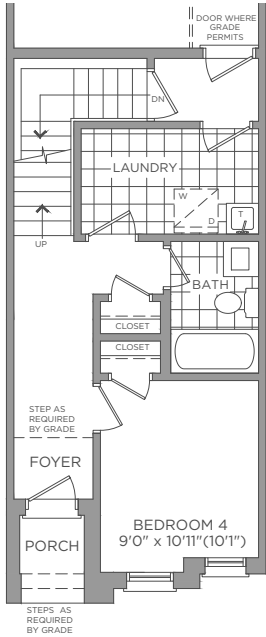 DOOR WHERE
GRADE
PERMITS
DN
LAUNDRY
W
D
T
UP
BATH
CLOSET
CLOSET
STEP AS
REQUIRED
BY GRADE
FOYER
BEDROOM 4
9'0" x 10'11"(10'1")
PORCH
STEPS AS
REQUIRED
BY GRADE